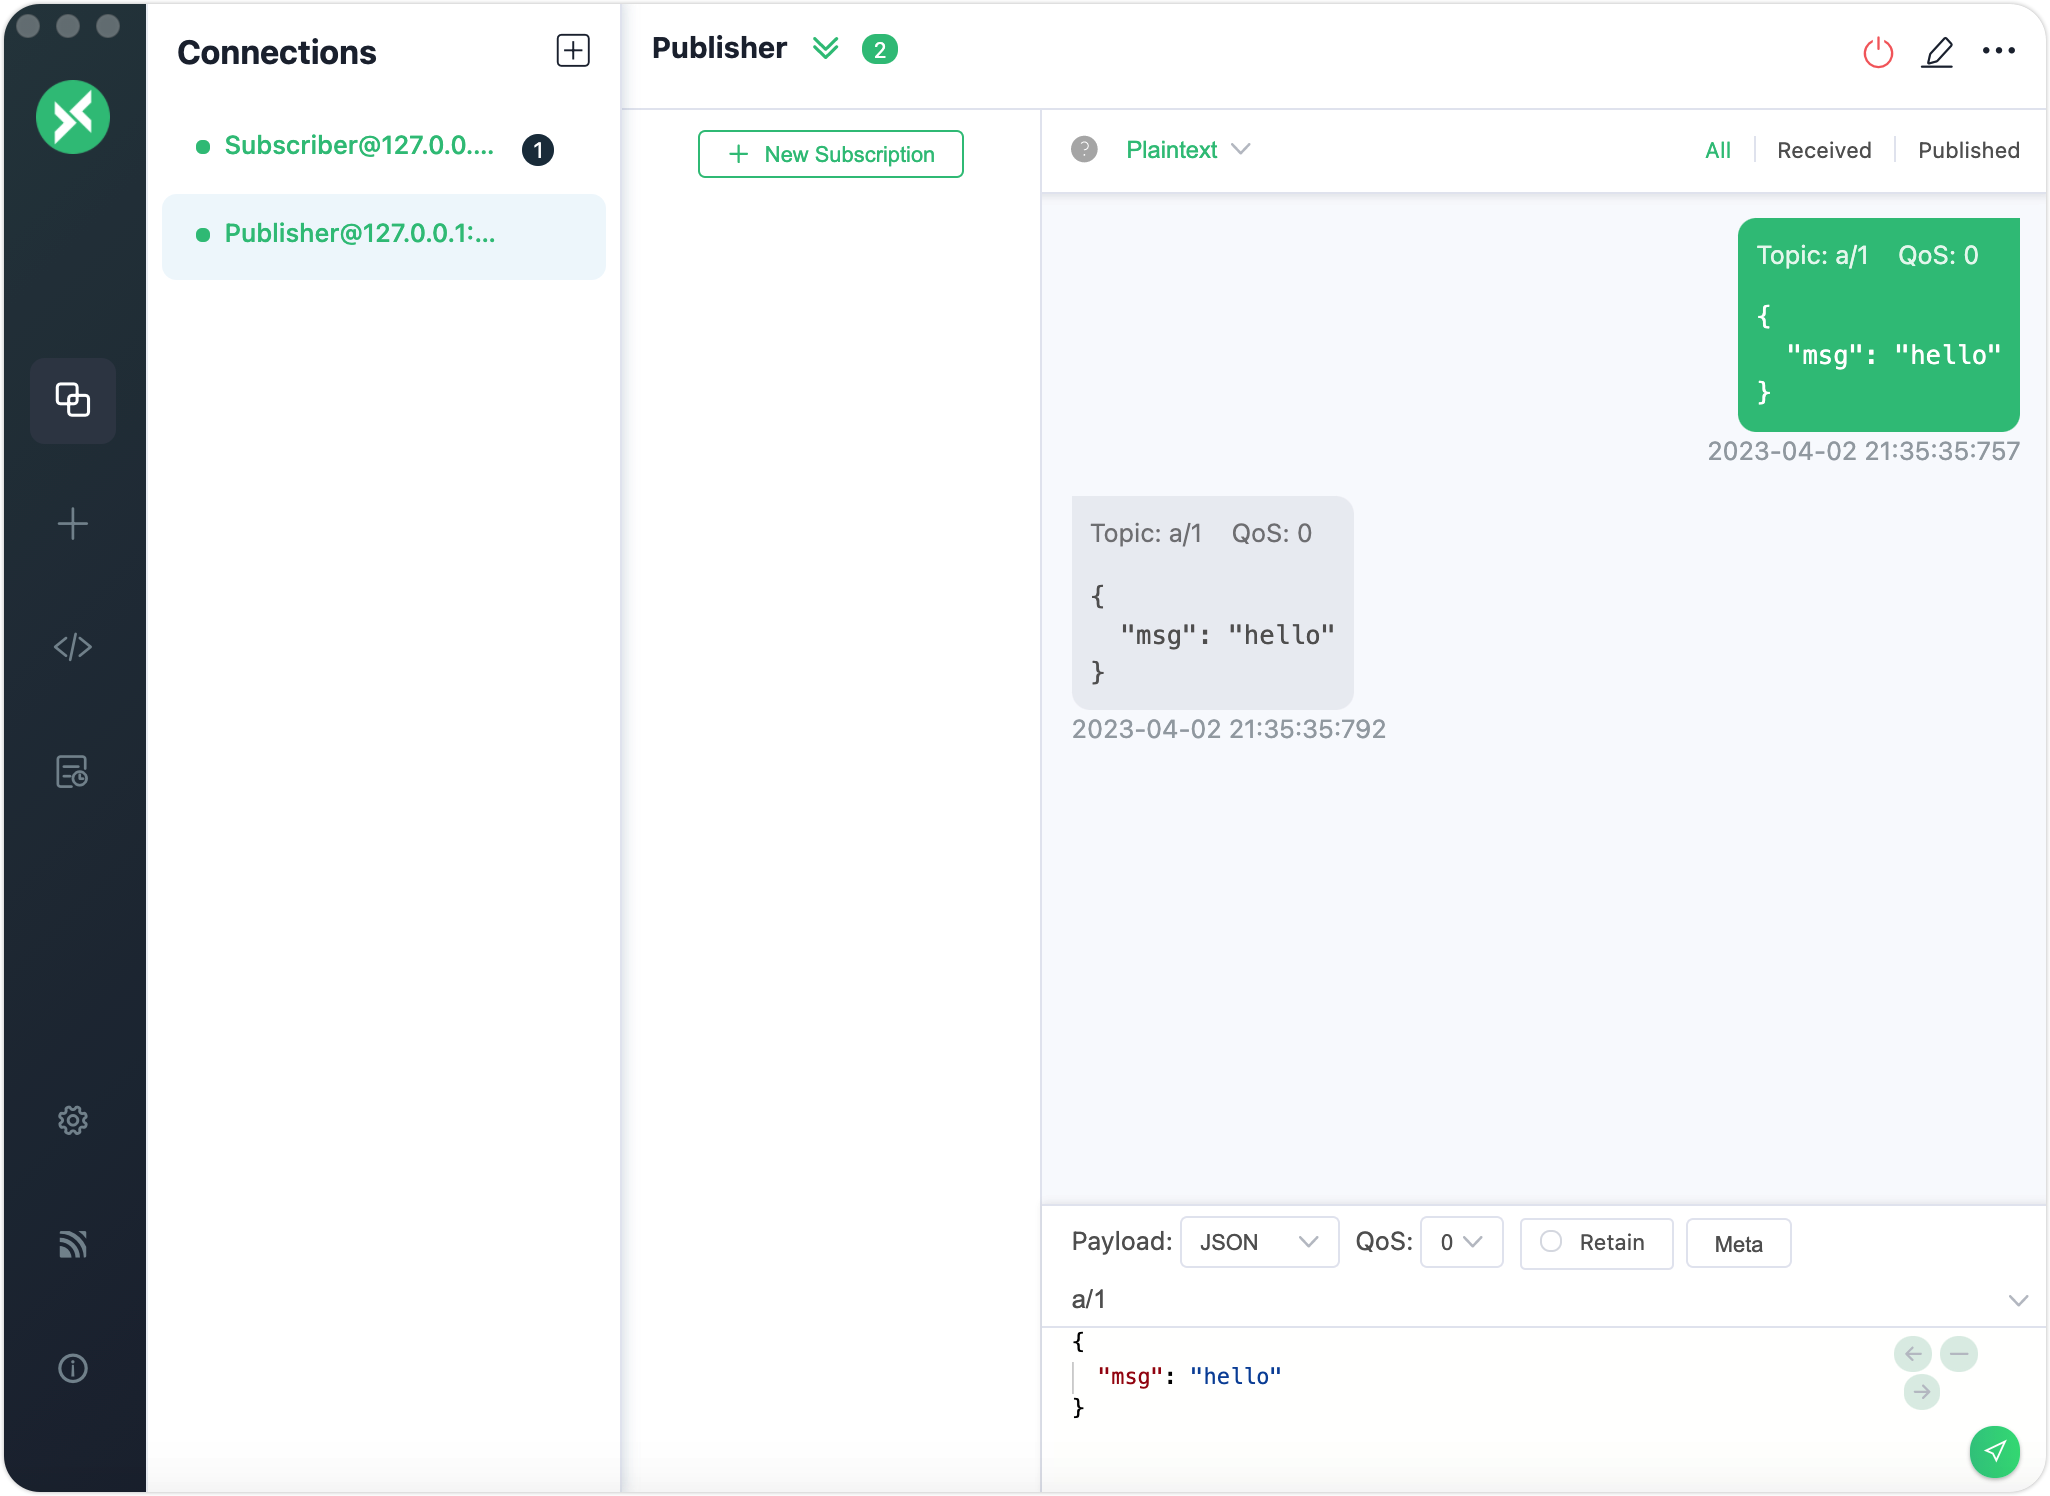 Connections
Subscriber@127.0.0.... 1
Publisher@127.0.0.1:...
Publisher 2
+ New Subscription
? Plaintext
All Received Published
Topic: a/1 QoS: 0
{
"msg": "hello"
}
2023-04-02 21:35:35:757
Topic: a/1 QoS: 0
{
"msg": "hello"
}
2023-04-02 21:35:35:792
Payload: JSON QoS: 0 Retain Meta
a/1
{
"msg": "hello"
}